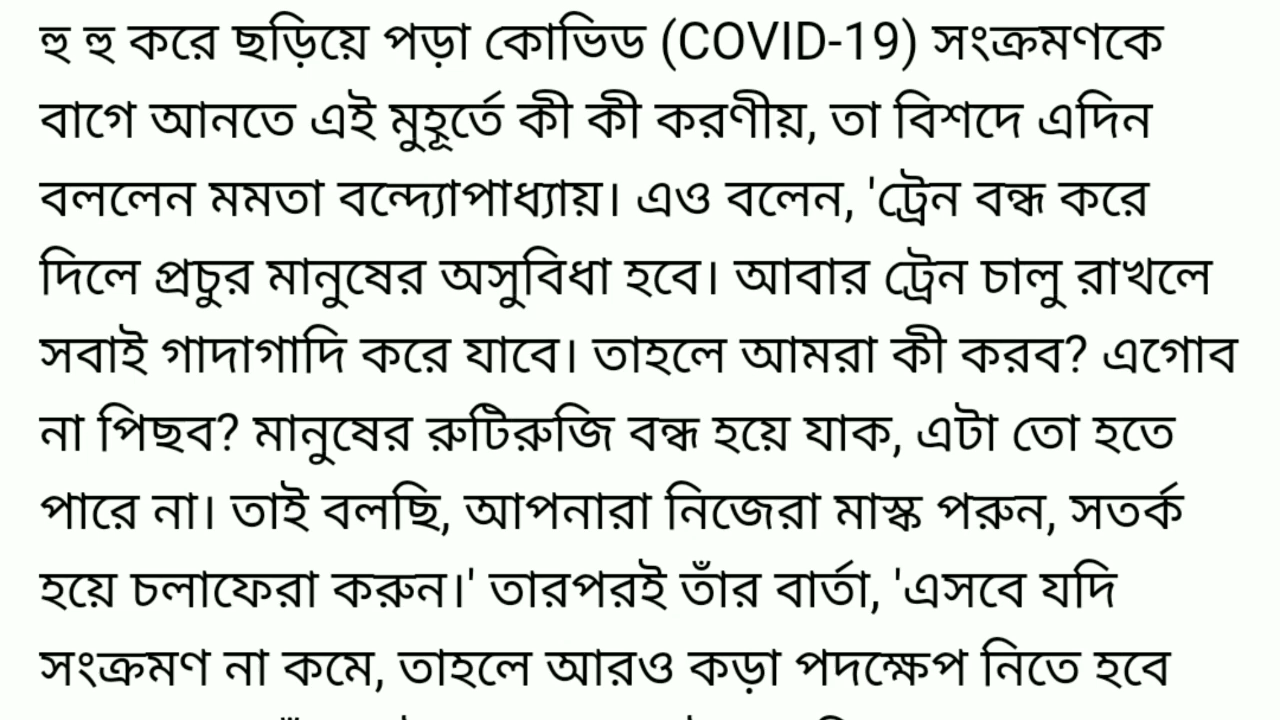 হু হু করে ছড়িয়ে পড়া কোভিড (COVID-19) সংক্রমণকে
বাগে আনতে এই মুহূর্তে কী কী করণীয়, তা বিশদে এদিন
বললেন মমতা বন্দ্যোপাধ্যায়। এও বলেন, 'ট্রেন বন্ধ করে
দিলে প্রচুর মানুষের অসুবিধা হবে। আবার ট্রেন চালু রাখলে
সবাই গাদাগাদি করে যাবে। তাহলে আমরা কী করব? এগোব
না পিছব? মানুষের রুটিরুজি বন্ধ হয়ে যাক, এটা তো হতে
পারে না। তাই বলছি, আপনারা নিজেরা মাস্ক পরুন, সতর্ক
হয়ে চলাফেরা করুন।' তারপরই তাঁর বার্তা, 'এসবে যদি
সংক্রমণ না কমে, তাহলে আরও কড়া পদক্ষেপ নিতে হবে